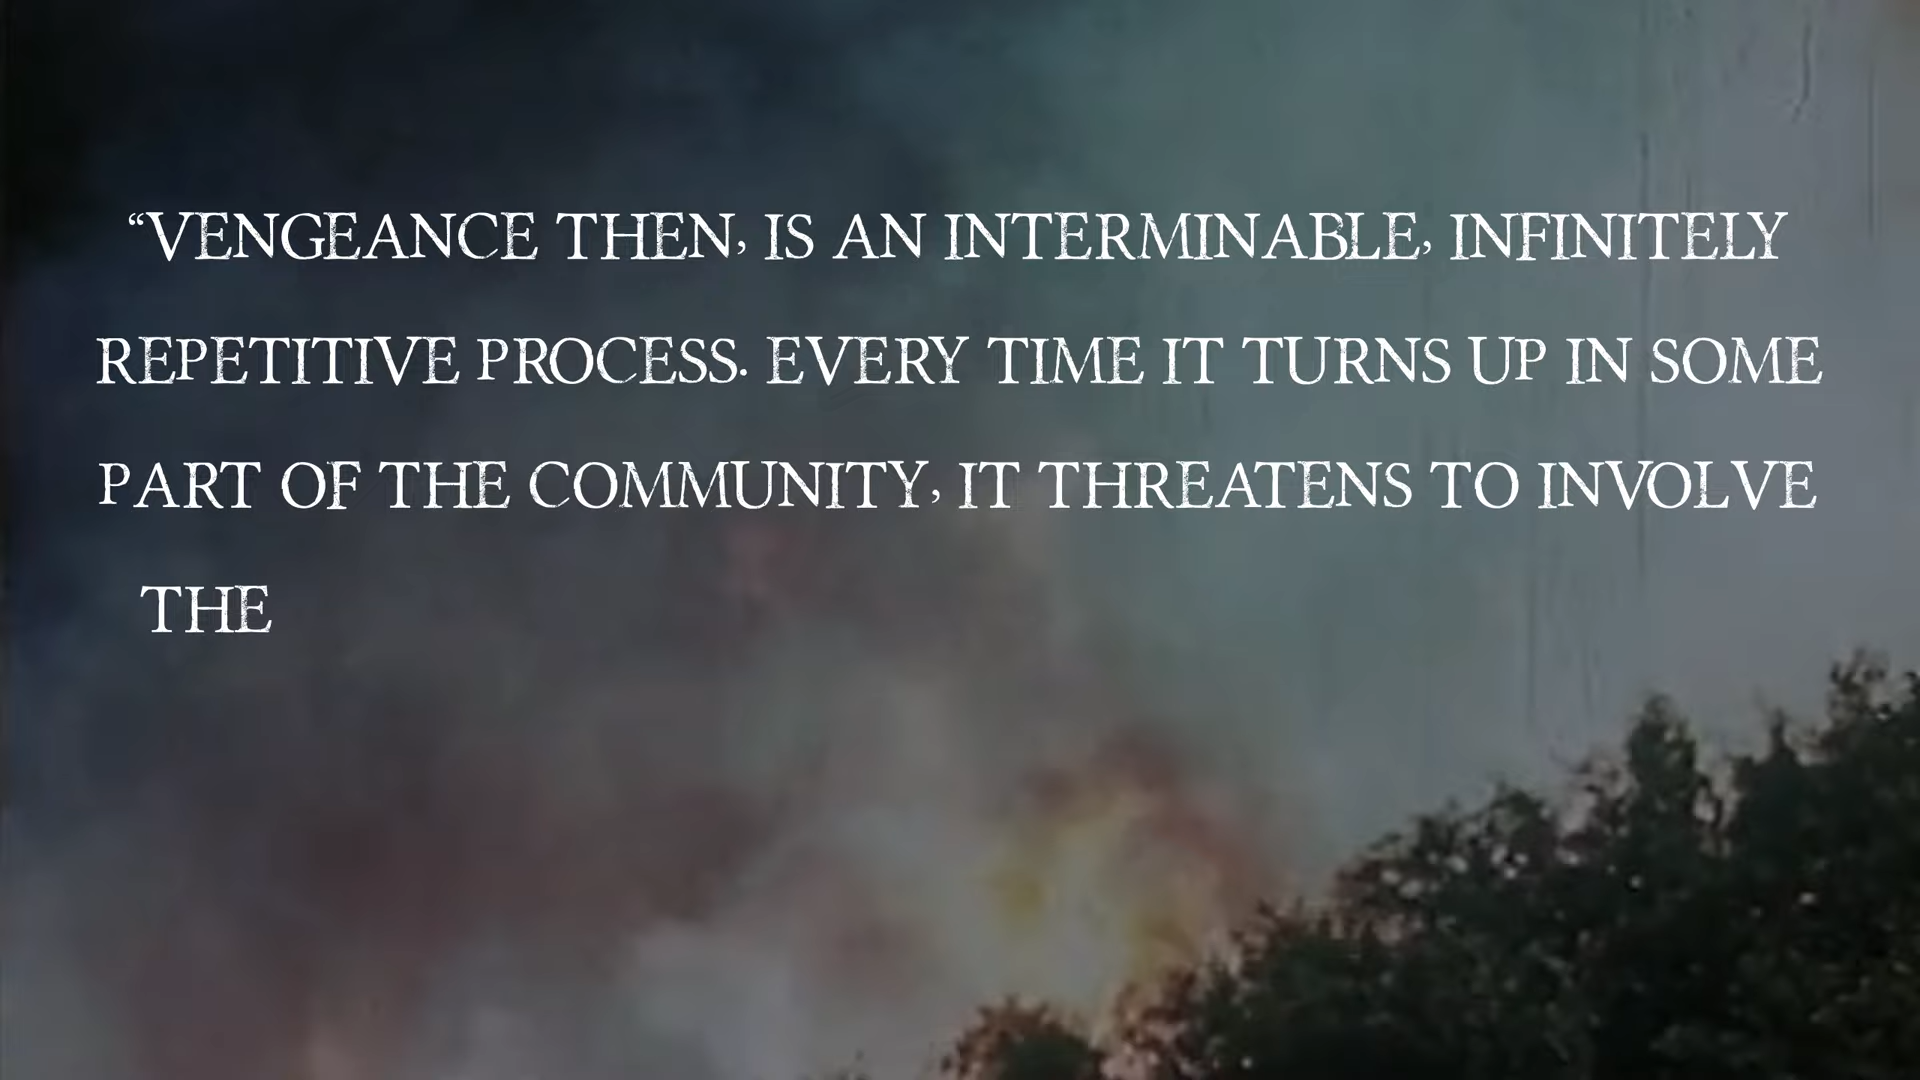 “VENGEANCE THEN, IS AN INTERMINABLE, INFINITELY
REPETITIVE PROCESS. EVERY TIME IT TURNS UP IN SOME
PART OF THE COMMUNITY, IT THREATENS TO INVOLVE
THE